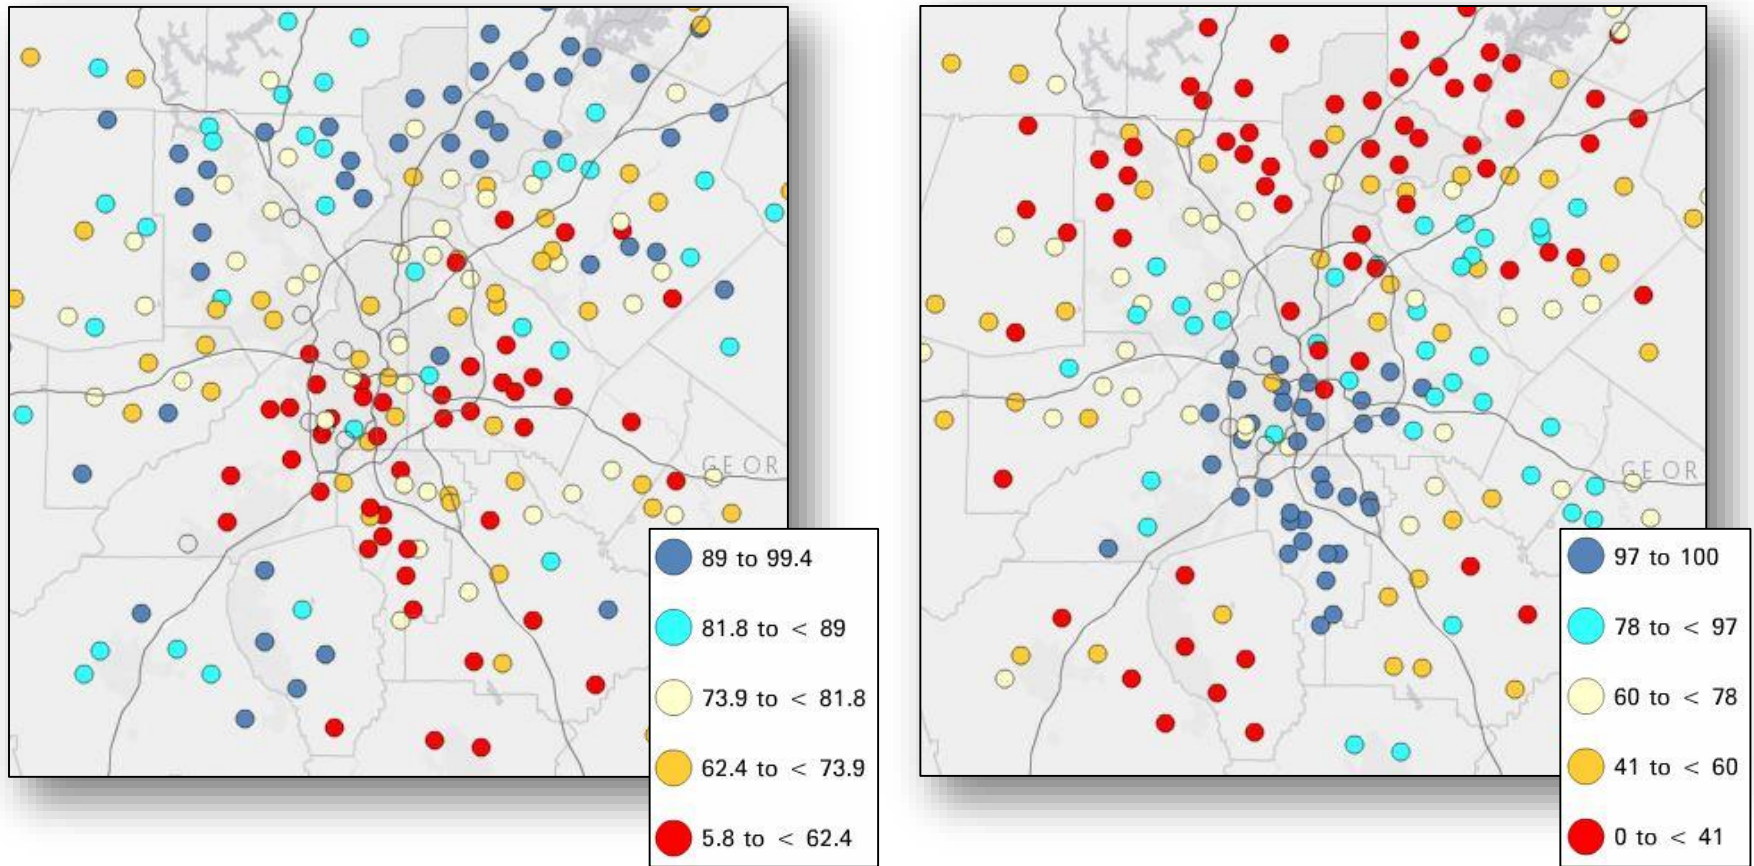 GEOR
89 to 99.4
81.8 to < 89
73.9 to < 81.8
62.4 to < 73.9
5.8 to < 62.4
GEOR
97 to 100
78 to < 97
60 to < 78
41 to < 60
0 to < 41